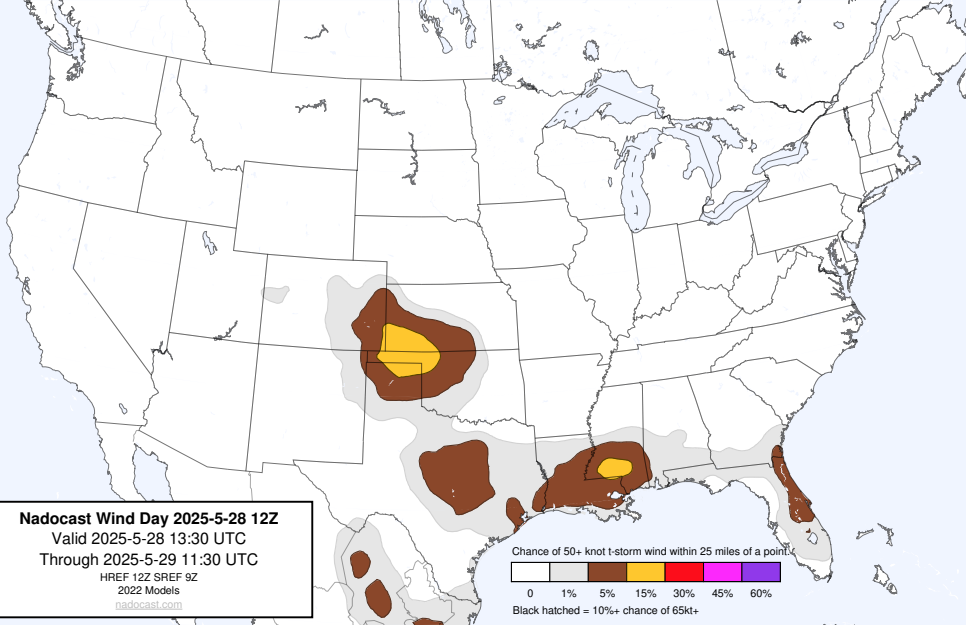 Nadocast Wind Day 2025-5-28 12Z
Valid 2025-5-28 13:30 UTC
Through 2025-5-29 11:30 UTC
HREF 12Z SREF 9Z
2022 Models
nadocast.com
Chance of 50+ knot t-storm wind within 25 miles of a point.
0 1% 5% 15% 30% 45% 60%
Black hatched = 10%+ chance of 65kt+